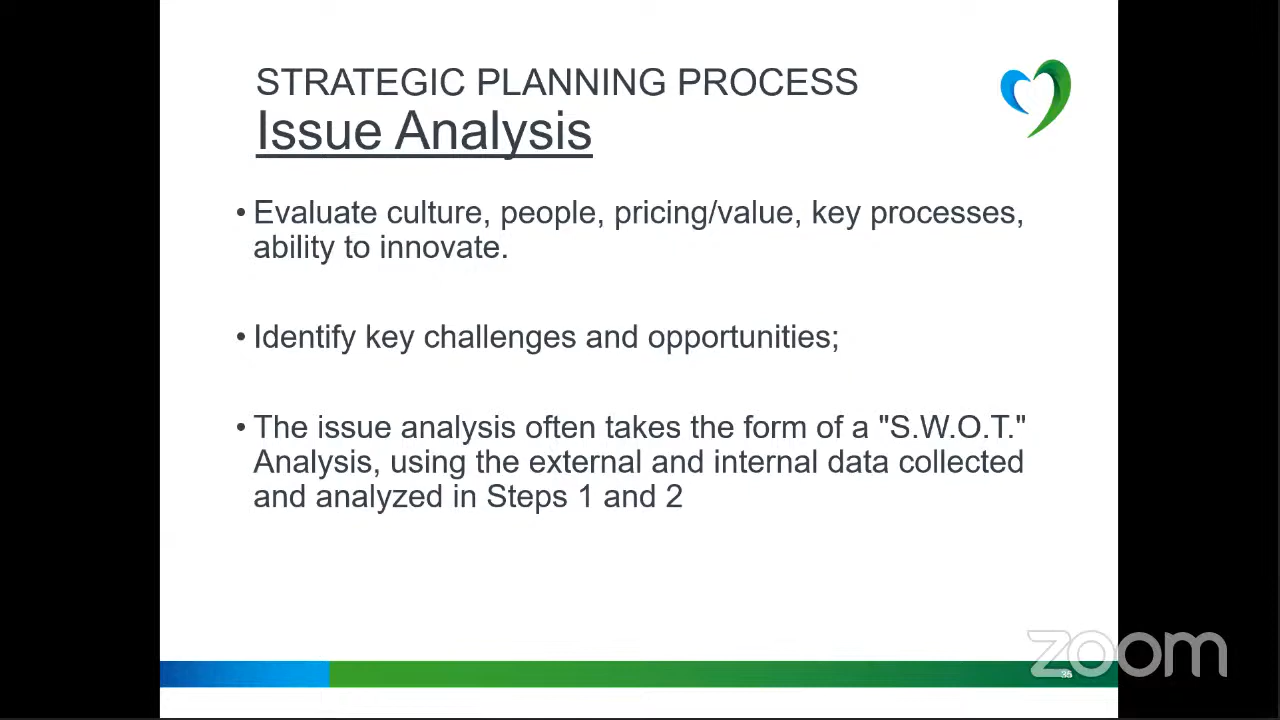 STRATEGIC PLANNING PROCESS
Issue Analysis
• Evaluate culture, people, pricing/value, key processes,
ability to innovate.
• Identify key challenges and opportunities;
• The issue analysis often takes the form of a "S.W.O.T."
Analysis, using the external and internal data collected
and analyzed in Steps 1 and 2
zoom
35